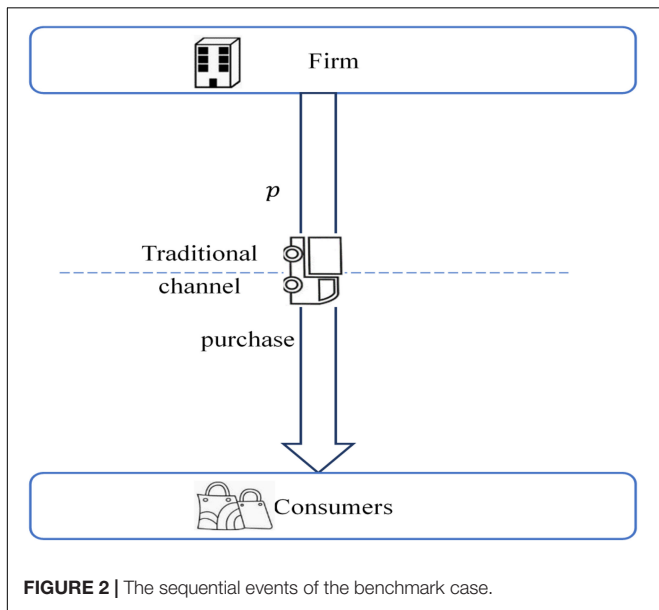 Firm
p
Traditional
channel
purchase
Consumers
FIGURE 2 | The sequential events of the benchmark case.